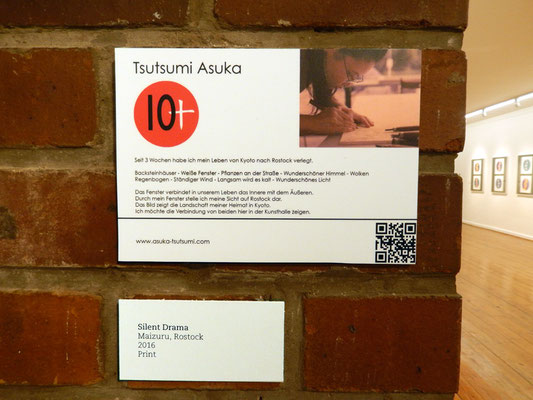 Tsutsumi Asuka
10+
Seit 3 Wochen habe ich mein Leben von Kyoto nach Rostock verlegt.
Backsteinhäuser - Weiße Fenster - Pflanzen an der Straße - Wunderschöner Himmel - Wolken
Regenbogen - Ständiger Wind - Langsam wird es kalt - Wunderschönes Licht
Das Fenster verbindet in unserem Leben das Innere mit dem Äußeren.
Durch mein Fenster stelle ich meine Sicht auf Rostock dar.
Das Bild zeigt die Landschaft meiner Heimat in Kyoto.
Ich möchte die Verbindung von beiden hier in der Kunsthalle zeigen.
www.asuka-tsutsumi.com
Silent Drama
Maizuru, Rostock
2016
Print